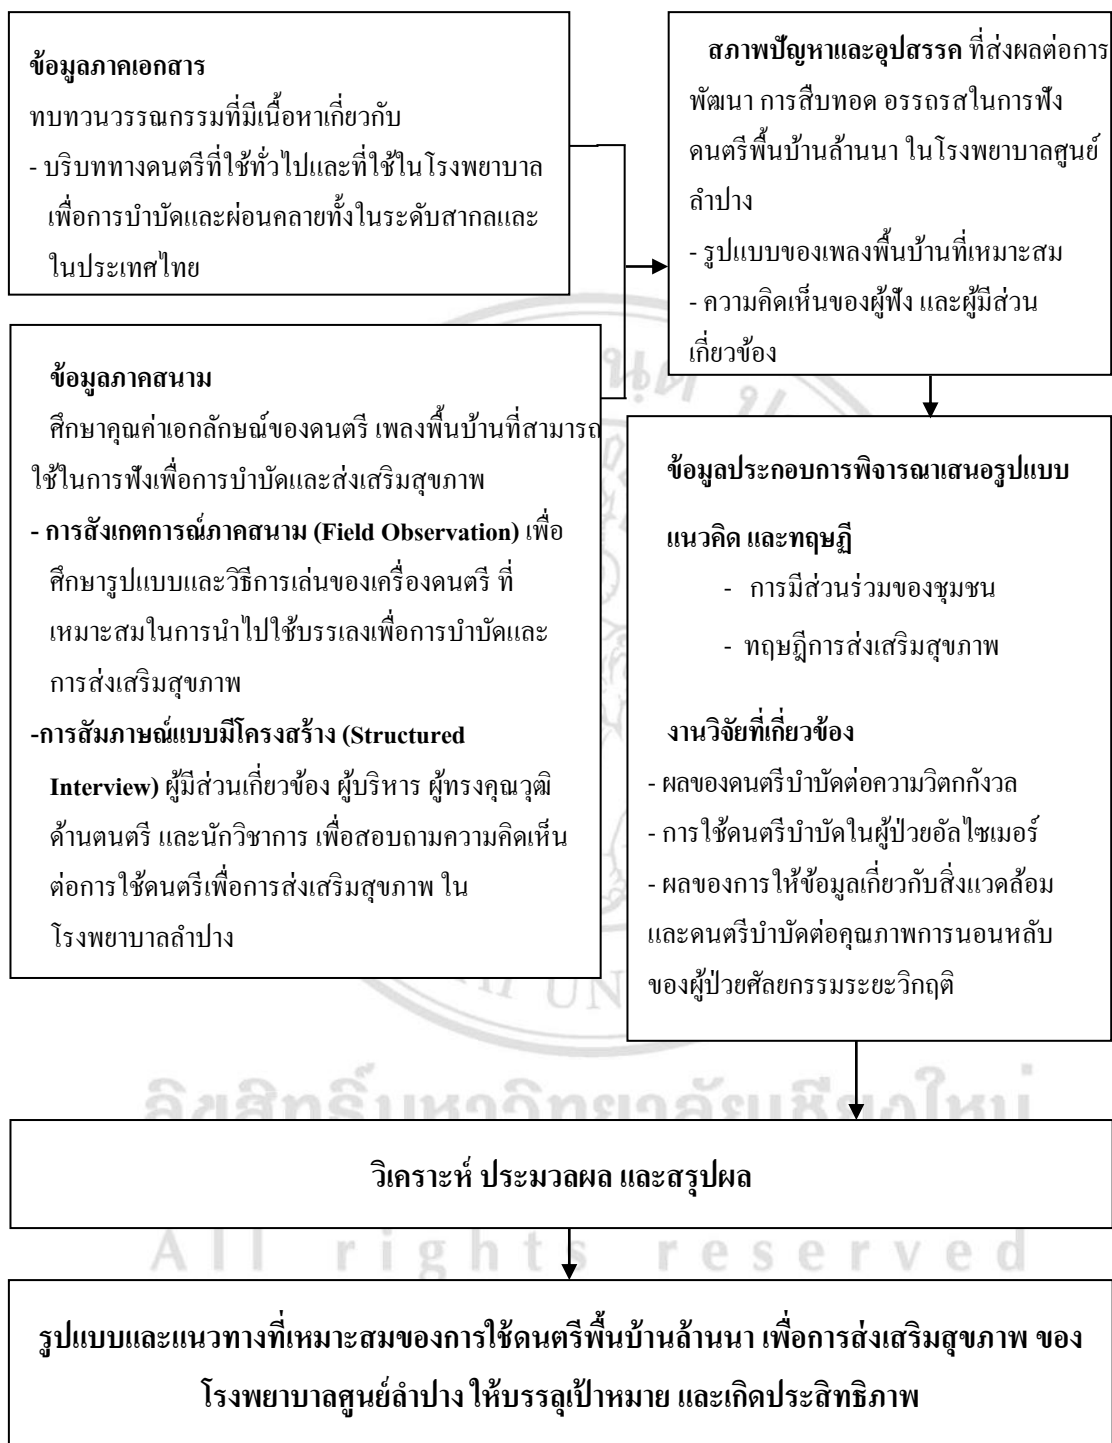 ข้อมูลภาคเอกสาร
ทบทวนวรรณกรรมที่มีเนื้อหาเกี่ยวกับ
- บริบททางดนตรีที่ใช้ทั่วไปและที่ใช้ในโรงพยาบาล
เพื่อการบำบัดและผ่อนคลายทั้งในระดับสากลและ
ในประเทศไทย
สภาพปัญหาและอุปสรรค ที่ส่งผลต่อการ
พัฒนา การสืบทอด อรรถรสในการฟัง
ดนตรีพื้นบ้านล้านนา ในโรงพยาบาลศูนย์
ลำปาง
- รูปแบบของเพลงพื้นบ้านที่เหมาะสม
- ความคิดเห็นของผู้ฟัง และผู้มีส่วน
เกี่ยวข้อง
ข้อมูลภาคสนาม
ศึกษาคุณค่าเอกลักษณ์ของดนตรี เพลงพื้นบ้านที่สามารถ
ใช้ในการฟังเพื่อการบำบัดและส่งเสริมสุขภาพ
- การสังเกตการณ์ภาคสนาม (Field Observation) เพื่อ
ศึกษารูปแบบและวิธีการเล่นของเครื่องดนตรี ที่
เหมาะสมในการนำไปใช้บรรเลงเพื่อการบำบัดและ
การส่งเสริมสุขภาพ
-การสัมภาษณ์แบบมีโครงสร้าง (Structured
Interview) ผู้มีส่วนเกี่ยวข้อง ผู้บริหาร ผู้ทรงคุณวุฒิ
ด้านตนตรี และนักวิชาการ เพื่อสอบถามความคิดเห็น
ต่อการใช้ดนตรีเพื่อการส่งเสริมสุขภาพ ใน
โรงพยาบาลลำปาง
ข้อมูลประกอบการพิจารณาเสนอรูปแบบ
แนวคิด และทฤษฎี
- การมีส่วนร่วมของชุมชน
- ทฤษฎีการส่งเสริมสุขภาพ
งานวิจัยที่เกี่ยวข้อง
- ผลของดนตรีบำบัดต่อความวิตกกังวล
- การใช้ดนตรีบำบัดในผู้ป่วยอัลไซเมอร์
- ผลของการให้ข้อมูลเกี่ยวกับสิ่งแวดล้อม
และดนตรีบำบัดต่อคุณภาพการนอนหลับ
ของผู้ป่วยศัลยกรรมระยะวิกฤติ
ลิขสิทธิ์มหาวิทยาลัยเชียงใหม่
วิเคราะห์ ประมวลผล และสรุปผล
All rights reserved
รูปแบบและแนวทางที่เหมาะสมของการใช้ดนตรีพื้นบ้านล้านนา เพื่อการส่งเสริมสุขภาพ ของ
โรงพยาบาลศูนย์ลำปาง ให้บรรลุเป้าหมาย และเกิดประสิทธิภาพ